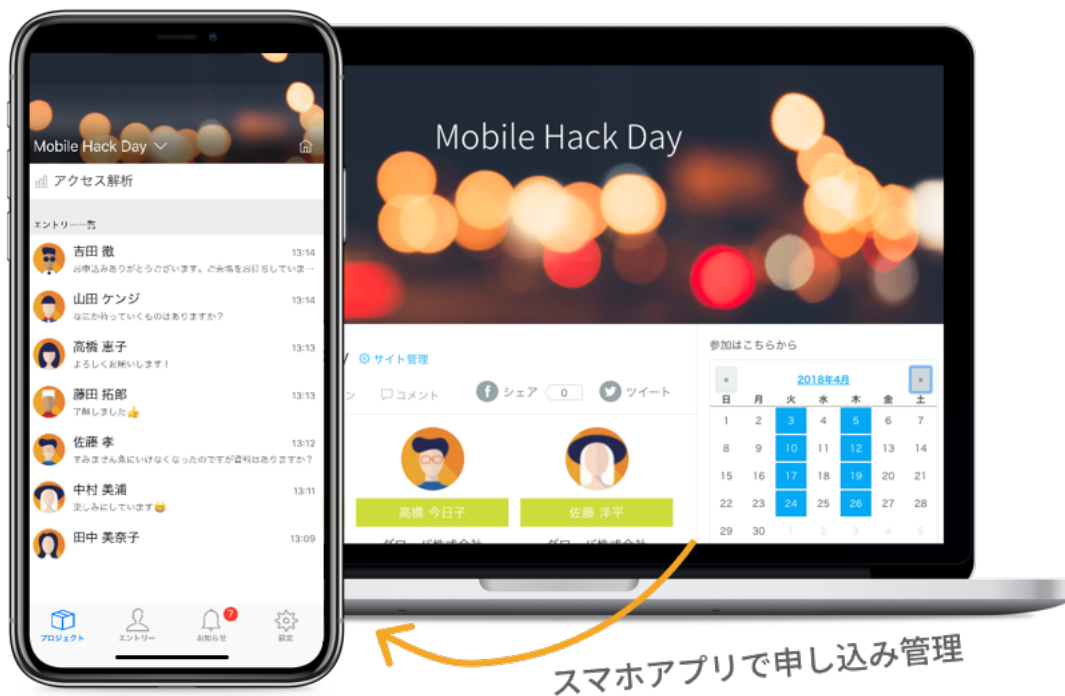 Mobile Hack Day
アクセス解析
エントリー一覧
吉田 徹 13:14
お申込みありがとうございます。ご来場をお待ちしていま…
山田 ケンジ 13:14
なにか持っていくものはありますか?
高橋 恵子 13:13
よろしくお願いします!
藤田 拓郎 13:13
了解しました👍
佐藤 孝 13:12
すみません急にいけなくなったのですが資料はありますか?
中村 美浦 13:11
楽しみにしています😄
田中 美奈子 13:09
プロジェクト エントリー お知らせ 7 設定
Mobile Hack Day
サイト管理
コメント f シェア 0 ツイート
高橋 今日子 佐藤 洋平
参加はこちらから
« 2018年4月 »
日 月 火 水 木 金 土
1 2 3 4 5 6 7
8 9 10 11 12 13 14
15 16 17 18 19 20 21
22 23 24 25 26 27 28
29 30 1 2 3 4 5
スマホアプリで申し込み管理